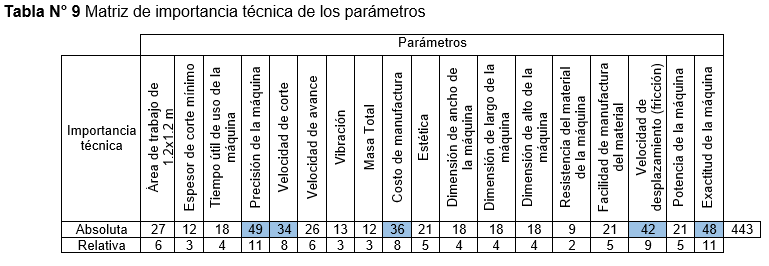 Tabla N° 9 Matriz de importancia técnica de los parámetros
Parámetros
Importancia
técnica
Área de trabajo de
1.2x1.2 m
Espesor de corte mínimo
Tiempo útil de uso de la
máquina
Precisión de la máquina
Velocidad de corte
Velocidad de avance
Vibración
Masa Total
Costo de manufactura
Estética
Dimensión de ancho de
la máquina
Dimensión de largo de la
máquina
Dimensión de alto de la
máquina
Resistencia del material
de la máquina
Facilidad de manufactura
del material
Velocidad de
desplazamiento (fricción)
Potencia de la máquina
Exactitud de la máquina
Absoluta 27 12 18 49 34 26 13 12 36 21 18 18 18 9 21 42 21 48 443
Relativa 6 3 4 11 8 6 3 3 8 5 4 4 4 2 5 9 5 11